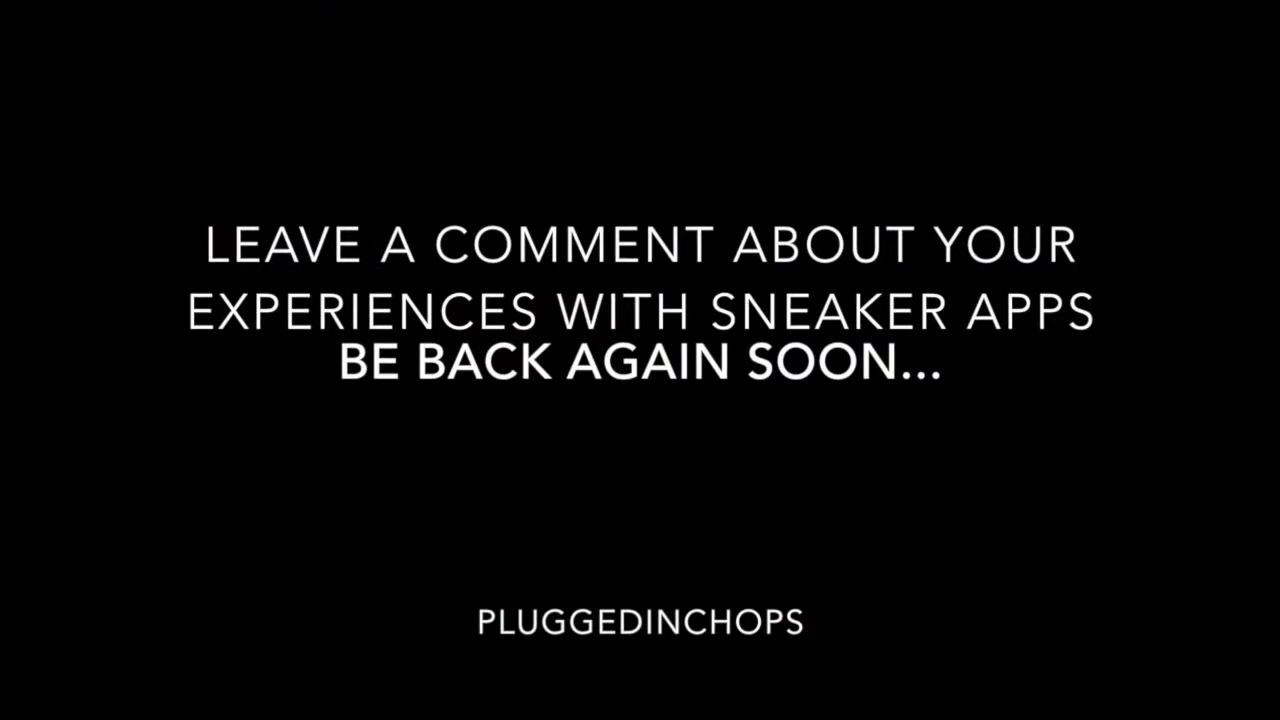 LEAVE A COMMENT ABOUT YOUR
EXPERIENCES WITH SNEAKER APPS
BE BACK AGAIN SOON...
PLUGGEDINCHOPS